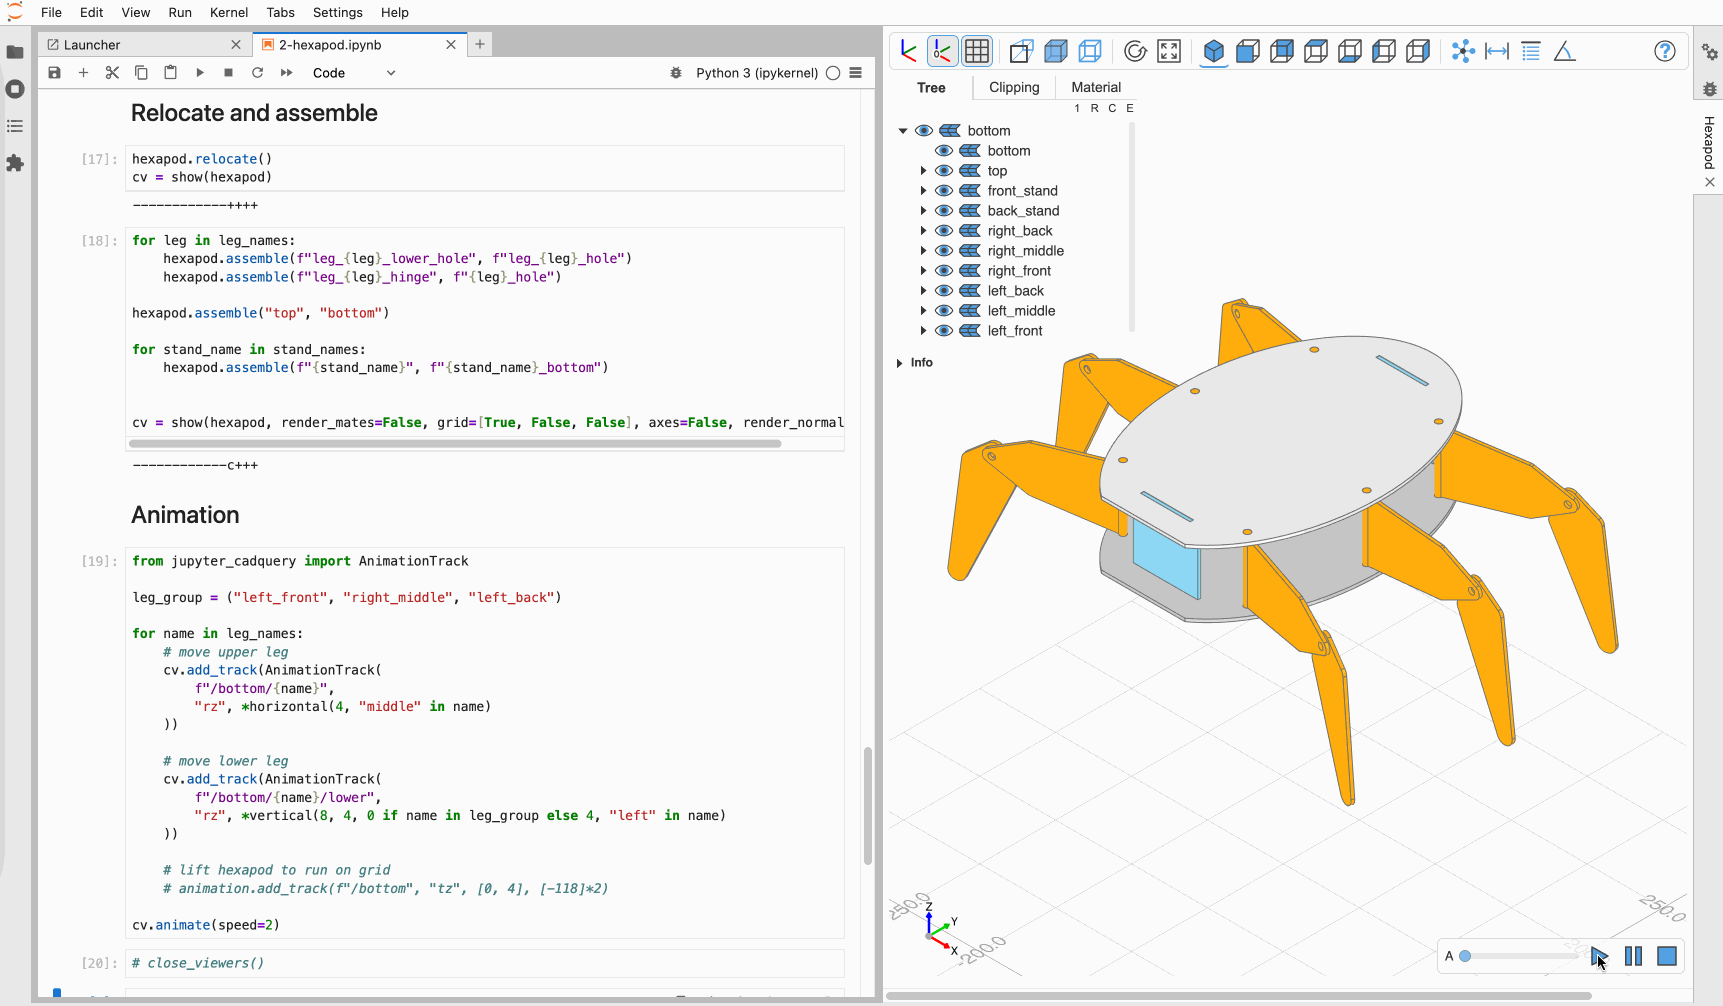 File Edit View Run Kernel Tabs Settings Help
Launcher
2-hexapod.ipynb
Code
Python 3 (ipykernel)
Relocate and assemble
[17]:
hexapod.relocate()
cv = show(hexapod)
------------++++
[18]:
for leg in leg_names:
    hexapod.assemble(f"leg_{leg}_lower_hole", f"leg_{leg}_hole")
    hexapod.assemble(f"leg_{leg}_hinge", f"{leg}_hole")
hexapod.assemble("top", "bottom")
for stand_name in stand_names:
    hexapod.assemble(f"{stand_name}", f"{stand_name}_bottom")
cv = show(hexapod, render_mates=False, grid=[True, False, False], axes=False, render_normal
------------c+++
Animation
[19]:
from jupyter_cadquery import AnimationTrack
leg_group = ("left_front", "right_middle", "left_back")
for name in leg_names:
    # move upper leg
    cv.add_track(AnimationTrack(
        f"/bottom/{name}",
        "rz", *horizontal(4, "middle" in name)
    ))
    # move lower leg
    cv.add_track(AnimationTrack(
        f"/bottom/{name}/lower",
        "rz", *vertical(8, 4, 0 if name in leg_group else 4, "left" in name)
    ))
    # lift hexapod to run on grid
    # animation.add_track(f"/bottom", "tz", [0, 4], [-118]*2)
cv.animate(speed=2)
[20]:
# close_viewers()
Tree Clipping Material
1 R C E
bottom
bottom
top
front_stand
back_stand
right_back
right_middle
right_front
left_back
left_middle
left_front
Info
Z
Y
X
-200.0
250.0
A
Hexapod